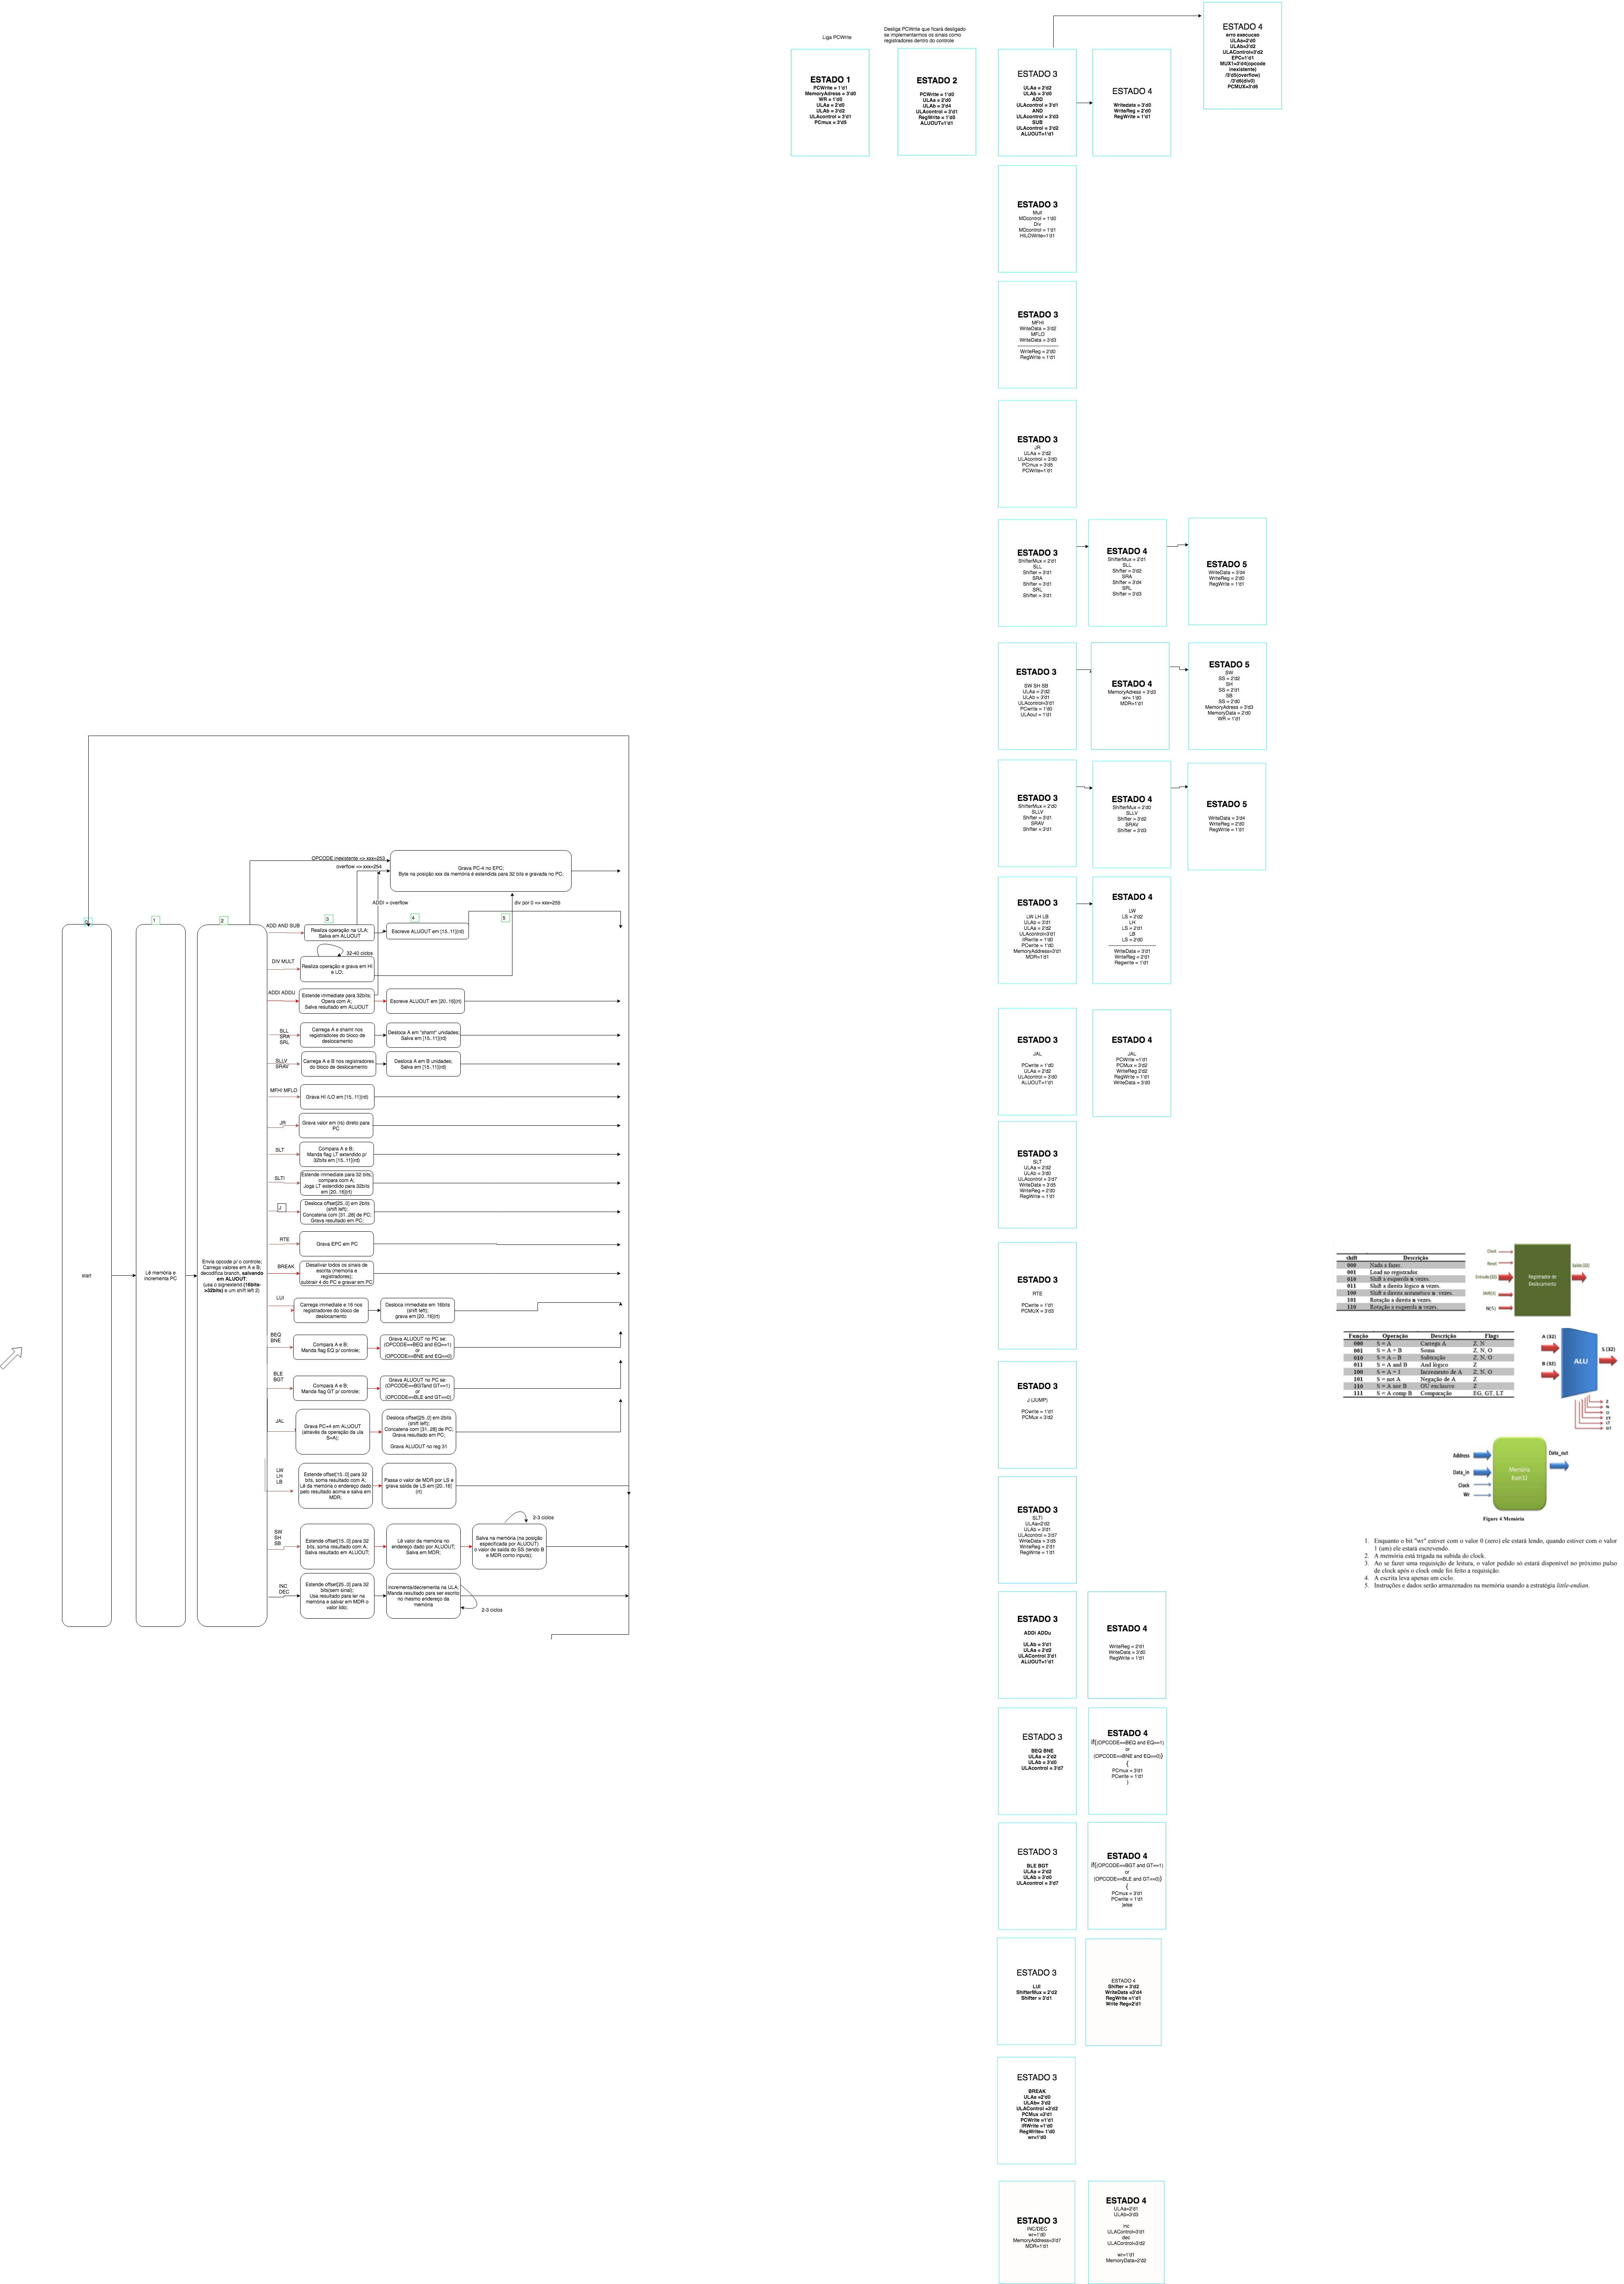 Liga PCWrite
Desliga PCWrite que ficará desligado
se implementarmos os sinais como
registradores dentro do controle
ESTADO 1
PCWrite = 1'd1
MemoryAdress = 3'd0
WR = 1'd0
ULAa = 2'd0
ULAb = 3'd2
ULAcontrol = 3'd1
PCmux = 3'd5
ESTADO 2
PCWrite = 1'd0
ULAa = 2'd0
ULAb = 3'd4
ULAcontrol = 3'd1
RegWrite = 1'd0
ALUOUT=1'd1
ESTADO 3
ULAa = 2'd2
ULAb = 3'd0
ADD
ULAcontrol = 3'd1
AND
ULAcontrol = 3'd3
SUB
ULAcontrol = 3'd2
ALUOUT=1'd1
ESTADO 4
Writedata = 3'd0
WriteReg = 2'd0
RegWrite = 1'd1
ESTADO 4
erro execucao
ULAa=2'd0
ULAb=3'd2
ULAControl=3'd2
EPC=1'd1
MUX1=3'd4(opcode
inexistente)
/3'd5(overflow)
/3'd6(div0)
PCMUX=3'd6
ESTADO 3
Mult
MDcontrol = 1'd0
Div
MDcontrol = 1'd1
HILOWrite=1'd1
ESTADO 3
MFHI
WriteData = 3'd2
MFLO
WriteData = 3'd3
WriteReg = 2'd0
RegWrite = 1'd1
ESTADO 3
JR
ULAa = 2'd2
ULAcontrol = 3'd0
PCmux = 3'd5
PCWrite=1'd1
ESTADO 3
ShifterMux = 2'd1
SLL
Shifter = 3'd1
SRA
Shifter = 3'd1
SRL
Shifter = 3'd1
ESTADO 4
ShifterMux = 2'd1
SLL
Shifter = 3'd2
SRA
Shifter = 3'd4
SRL
Shifter = 3'd3
ESTADO 5
WriteData = 3'd4
WriteReg = 2'd0
RegWrite = 1'd1
ESTADO 3
SW SH SB
ULAa = 2'd2
ULAb = 3'd1
ULAcontrol=3'd1
PCwrite = 1'd0
ULAout = 1'd1
ESTADO 4
MemoryAdress = 3'd3
wr= 1'd0
MDR=1'd1
ESTADO 5
SW
SS = 2'd2
SH
SS = 2'd1
SB
SS = 2'd0
MemoryAdress = 3'd3
MemoryData = 2'd0
WR = 1'd1
ESTADO 3
ShifterMux = 2'd0
SLLV
Shifter = 3'd1
SRAV
Shifter = 3'd1
ESTADO 4
ShifterMux = 2'd0
SLLV
Shifter = 3'd2
SRAV
Shifter = 3'd3
ESTADO 5
WriteData = 3'd4
WriteReg = 2'd0
RegWrite = 1'd1
ESTADO 3
LW LH LB
ULAb = 3'd1
ULAa = 2'd2
ULAcontrol=3'd1
IRwrite = 1'd0
PCwrite = 1'd0
MemoryAddress=3'd1
MDR=1'd1
ESTADO 4
LW
LS = 2'd2
LH
LS = 2'd1
LB
LS = 2'd0
WriteData = 3'd1
WriteReg = 2'd1
Regwrite = 1'd1
ESTADO 3
JAL
PCwrite = 1'd0
ULAa = 2'd2
ULAcontrol = 3'd0
ALUOUT=1'd1
ESTADO 4
JAL
PCWrite =1'd1
PCMux = 3'd2
WriteReg 2'd2
RegWrite = 1'd1
WriteData = 3'd0
ESTADO 3
SLT
ULAa = 2'd2
ULAb = 3'd0
ULAcontrol = 3'd7
WriteData = 3'd5
WriteReg = 2'd0
RegWrite = 1'd1
ESTADO 3
RTE
PCwrite = 1'd1
PCMUX = 3'd3
ESTADO 3
J (JUMP)
PCwrite = 1'd1
PCMux = 3'd2
ESTADO 3
SLTI
ULAa=2'd2
ULAb = 3'd1
ULAcontrol = 3'd7
WriteData = 3'd5
WriteReg = 2'd1
RegWrite = 1'd1
ESTADO 3
ADDi ADDu
ULAb = 3'd1
ULAa = 2'd2
ULAControl 3'd1
ALUOUT=1'd1
ESTADO 4
WriteReg = 2'd1
WriteData = 3'd0
RegWrite = 1'd1
ESTADO 3
BEQ BNE
ULAa = 2'd2
ULAb = 3'd0
ULAcontrol = 3'd7
ESTADO 4
if((OPCODE==BEQ and EQ==1)
or
(OPCODE==BNE and EQ==0))
{
PCmux = 3'd1
PCwrite = 1'd1
}
ESTADO 3
BLE BGT
ULAa = 2'd2
ULAb = 3'd0
ULAcontrol = 3'd7
ESTADO 4
if((OPCODE==BGT and GT==1)
or
(OPCODE==BLE and GT==0))
{
PCmux = 3'd1
PCwrite = 1'd1
}else
ESTADO 3
LUI
ShifterMux = 2'd2
Shifter = 3'd1
ESTADO 4
Shifter = 3'd2
WriteData =3'd4
RegWrite =1'd1
Write Reg=2'd1
ESTADO 3
BREAK
ULAa =2'd0
ULAb= 3'd2
ULAControl =3'd2
PCMux =3'd1
PCWrite =1'd1
IRWrite =1'd0
RegWrite= 1'd0
wr=1'd0
ESTADO 3
INC/DEC
wr=1'd0
MemoryAddress=3'd7
MDR=1'd1
ESTADO 4
ULAa=2'd1
ULAb=3'd3
inc
ULAControl=3'd1
dec
ULAControl=3'd2
wr=1'd1
MemoryData=2'd2
OPCODE inexistente => xxx=253
overflow => xxx=254
Grava PC-4 no EPC;
Byte na posição xxx da memória é estendida para 32 bits e gravada no PC;
ADDI + overflow
div por 0 => xxx=255
0
1
2
3
4
5
start
Lê memória e
incrementa PC
Envia opcode p/ o controle;
Carrega valores em A e B;
decodifica branch, salvando
em ALUOUT;
(usa o signextend (16bits-
>32bits) e um shift left 2)
ADD AND SUB
Realiza operação na ULA;
Salva em ALUOUT
Escreve ALUOUT em [15..11](rd)
32-40 ciclos
DIV MULT
Realiza operação e grava em HI
e LO;
ADDI ADDU
Estende immediate para 32bits;
Opera com A;
Salva resultado em ALUOUT
Escreve ALUOUT em [20..16](rt)
SLL
SRA
SRL
Carrega A e shamt nos
registradores do bloco de
deslocamento
Desloca A em "shamt" unidades;
Salva em [15..11](rd)
SLLV
SRAV
Carrega A e B nos registradores
do bloco de deslocamento
Desloca A em B unidades;
Salva em [15..11](rd)
MFHI MFLO
Grava HI /LO em [15..11](rd)
JR
Grava valor em (rs) direto para
PC
SLT
Compara A e B;
Manda flag LT extendido p/
32bits em [15..11](rd)
SLTI
Estende immediate para 32 bits;
compara com A;
Joga LT estendido para 32bits
em [20..16](rt)
J
Desloca offset[25..0] em 2bits
(shift left);
Concatena com [31..28] de PC;
Grava resultado em PC;
RTE
Grava EPC em PC
BREAK
Desativar todos os sinais de
escrita (memoria e
registradores);
subtrair 4 do PC e gravar em PC
LUI
Carrega immediate e 16 nos
registradores do bloco de
deslocamento
Desloca immediate em 16bits
(shift left);
grava em [20..16](rt)
BEQ
BNE
Compara A e B;
Manda flag EQ p/ controle;
Grava ALUOUT no PC se:
(OPCODE==BEQ and EQ==1)
or
(OPCODE==BNE and EQ==0)
BLE
BGT
Compara A e B;
Manda flag GT p/ controle;
Grava ALUOUT no PC se:
(OPCODE==BGTand GT==1)
or
(OPCODE==BLE and GT==0)
JAL
Grava PC+4 em ALUOUT
(através da operação da ula
S=A);
Desloca offset[25..0] em 2bits
(shift left);
Concatena com [31..28] de PC;
Grava resultado em PC;
Grava ALUOUT no reg 31
LW
LH
LB
Estende offset[15..0] para 32
bits, soma resultado com A;
Lê da memória o endereço dado
pelo resultado acima e salva em
MDR;
Passa o valor de MDR por LS e
grava saída de LS em [20..16]
(rt)
SW
SH
SB
Estende offset[15..0] para 32
bits, soma resultado com A;
Salva resultado em ALUOUT;
Lê valor da memória no
endereço dado por ALUOUT;
Salva em MDR;
Salva na memória (na posição
especificada por ALUOUT)
o valor de saída do SS (tendo B
e MDR como inputs);
2-3 ciclos
INC
DEC
Estende offset[25..0] para 32
bits(sem sinal);
Usa resultado para ler na
memória e salvar em MDR o
valor lido;
incrementa/decrementa na ULA;
Manda resultado para ser escrito
no mesmo endereço da
memória
2-3 ciclos
shift Descrição
000 Nada a fazer.
001 Load no registrador.
010 Shift a esquerda n vezes.
011 Shift a direita lógico n vezes.
100 Shift a direita aritmético n vezes.
101 Rotação a direita n vezes.
110 Rotação a esquerda n vezes.
Clock
Reset
Entrada (32)
Shift(3)
N(5)
Registrador de
Deslocamento
Saída (32)
Função Operação Descrição Flags
000 S = A Carrega A Z, N
001 S = A + B Soma Z, N, O
010 S = A – B Subtração Z, N, O
011 S = A and B And lógico Z
100 S = A + 1 Incremento de A Z, N, O
101 S = not A Negação de A Z
110 S = A xor B OU exclusivo Z
111 S = A comp B Comparação EG, GT, LT
A (32)
B (32)
ALU
S (32)
Z
N
O
ET
LT
GT
Address
Data_in
Clock
Wr
Memória
Ram32
Data_out
Figure 4 Memória
1. Enquanto o bit "wr" estiver com o valor 0 (zero) ele estará lendo, quando estiver com o valor
1 (um) ele estará escrevendo.
2. A memória está trigada na subida do clock.
3. Ao se fazer uma requisição de leitura, o valor pedido só estará disponível no próximo pulso
de clock após o clock onde foi feito a requisição.
4. A escrita leva apenas um ciclo.
5. Instruções e dados serão armazenados na memória usando a estratégia little-endian.